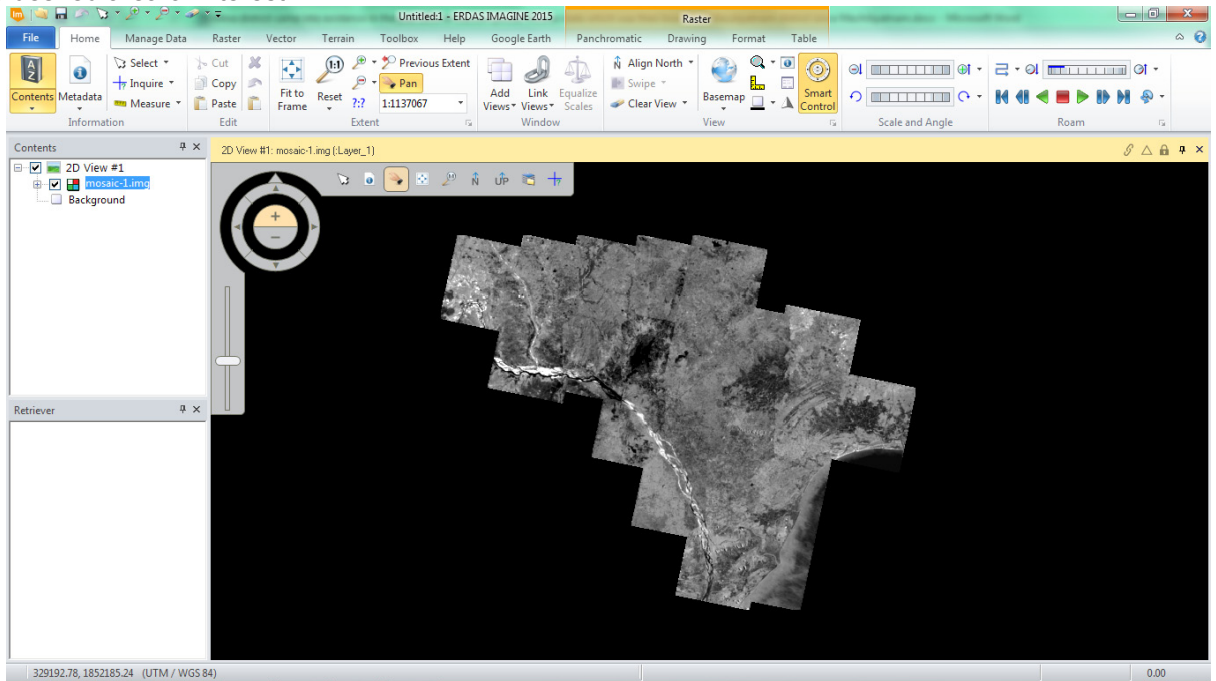 Untitled:1 - ERDAS IMAGINE 2015
Raster
File Home Manage Data Raster Vector Terrain Toolbox Help Google Earth Panchromatic Drawing Format Table
Contents
Metadata
Select
Inquire
Measure
Information
Cut
Copy
Paste
Edit
Fit to
Frame
1:1
Reset
Previous Extent
Pan
?:?
1:1137067
Extent
Add
Views
Link
Views
Equalize
Scales
Window
Align North
Swipe
Clear View
Basemap
Smart
Control
View
Scale and Angle
Roam
Contents
2D View #1
mosaic-1.img
Background
Retriever
2D View #1: mosaic-1.img (:Layer_1)
N
UP
329192.78, 1852185.24 (UTM / WGS 84)
0.00